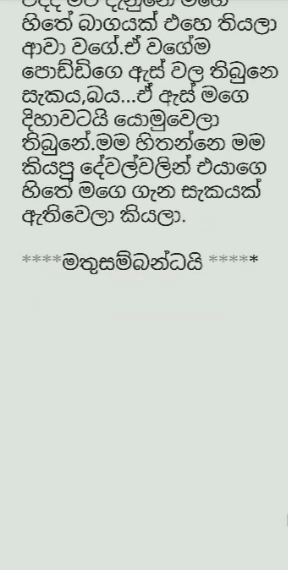 හිතේ බාගයක් එහෙ තියලා
ආවා වගේ.ඒ වගේම
පොඩ්ඩිගෙ ඇස් වල තිබුනෙ
සැකය,බය...ඒ ඇස් මගෙ
දිහාවටයි යොමුවෙලා
තිබුනේ.මම හිතන්නෙ මම
කියපු දේවල්වලින් එයාගෙ
හිතේ මගෙ ගැන සැකයක්
ඇතිවෙලා කියලා.
****මතුසම්බන්ධයි *****